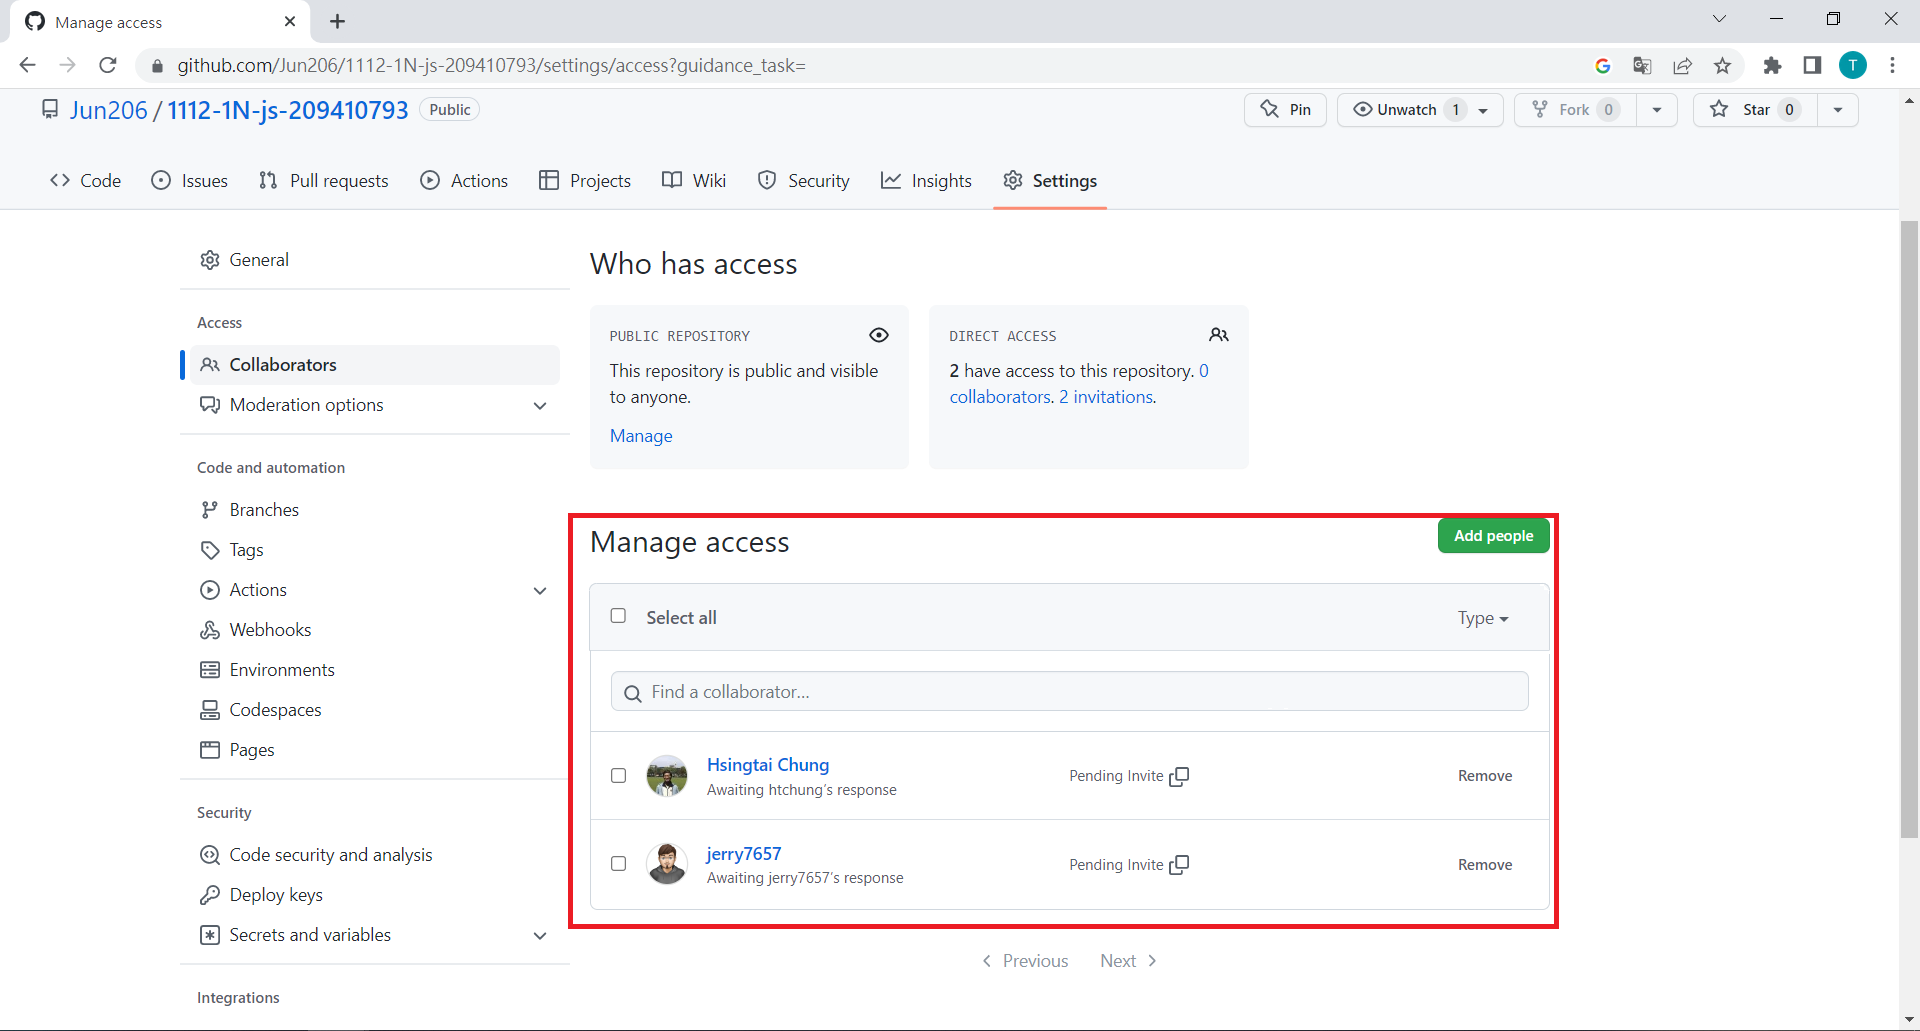 Manage access
github.com/Jun206/1112-1N-js-209410793/settings/access?guidance_task=
T
Jun206 / 1112-1N-js-209410793 Public
Pin
Unwatch 1
Fork 0
Star 0
Code
Issues
Pull requests
Actions
Projects
Wiki
Security
Insights
Settings
General
Access
Collaborators
Moderation options
Code and automation
Branches
Tags
Actions
Webhooks
Environments
Codespaces
Pages
Security
Code security and analysis
Deploy keys
Secrets and variables
Integrations
Who has access
PUBLIC REPOSITORY
This repository is public and visible
to anyone.
Manage
DIRECT ACCESS
2 have access to this repository. 0
collaborators. 2 invitations.
Manage access
Add people
Select all
Type
Find a collaborator...
Hsingtai Chung
Awaiting htchung's response
Pending Invite
Remove
jerry7657
Awaiting jerry7657's response
Pending Invite
Remove
Previous
Next